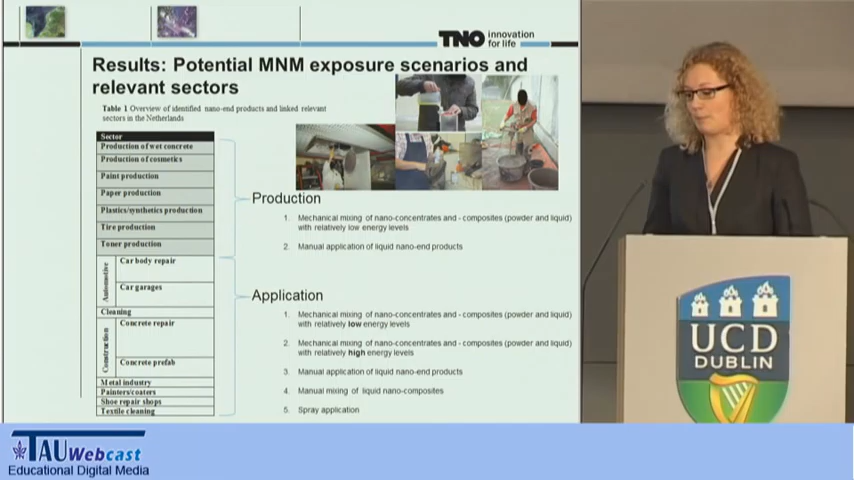 TNO innovation
for life
Results: Potential MNM exposure scenarios and
relevant sectors
Table 1 Overview of identified nano-end products and linked relevant
sectors in the Netherlands
Sector
Production of wet concrete
Production of cosmetics
Paint production
Paper production
Plastics/synthetics production
Tire production
Toner production
Automotive
Car body repair
Car garages
Cleaning
Construction
Concrete repair
Concrete prefab
Metal industry
Painters/coaters
Shoe repair shops
Textile cleaning
Production
1. Mechanical mixing of nano-concentrates and - composites (powder and liquid)
with relatively low energy levels
2. Manual application of liquid nano-end products
Application
1. Mechanical mixing of nano-concentrates and - composites (powder and liquid)
with relatively low energy levels
2. Mechanical mixing of nano-concentrates and - composites (powder and liquid)
with relatively high energy levels
3. Manual application of liquid nano-end products
4. Manual mixing of liquid nano-composites
5. Spray application
UCD
DUBLIN
TAU Webcast
Educational Digital Media